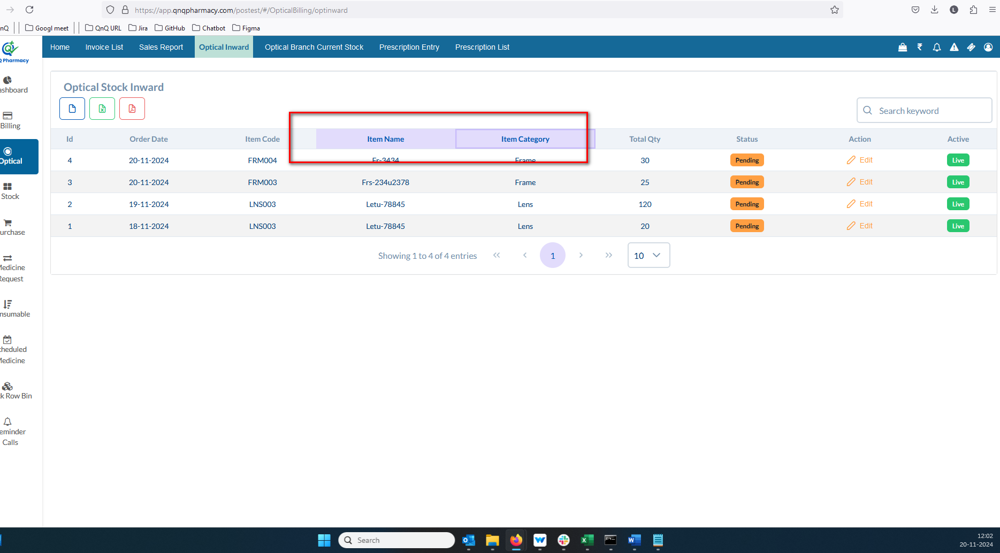 https://app.qnqpharmacy.com/postest/#/OpticalBilling/optinward
nQ Googl meet QnQ URL Jira GitHub Chatbot Figma
Q Pharmacy
Home Invoice List Sales Report Optical Inward Optical Branch Current Stock Prescription Entry Prescription List
ashboard
Billing
Optical
Stock
urchase
Medicine
Request
nsumable
cheduled
Medicine
k Row Bin
eminder
Calls
Optical Stock Inward
Search keyword
Id Order Date Item Code Item Name Item Category Total Qty Status Action Active
4 20-11-2024 FRM004 Fr-3434 Frame 30 Pending Edit Live
3 20-11-2024 FRM003 Frs-234u2378 Frame 25 Pending Edit Live
2 19-11-2024 LNS003 Letu-78845 Lens 120 Pending Edit Live
1 18-11-2024 LNS003 Letu-78845 Lens 20 Pending Edit Live
Showing 1 to 4 of 4 entries « ‹ 1 › » 10
Search
12:02
20-11-2024